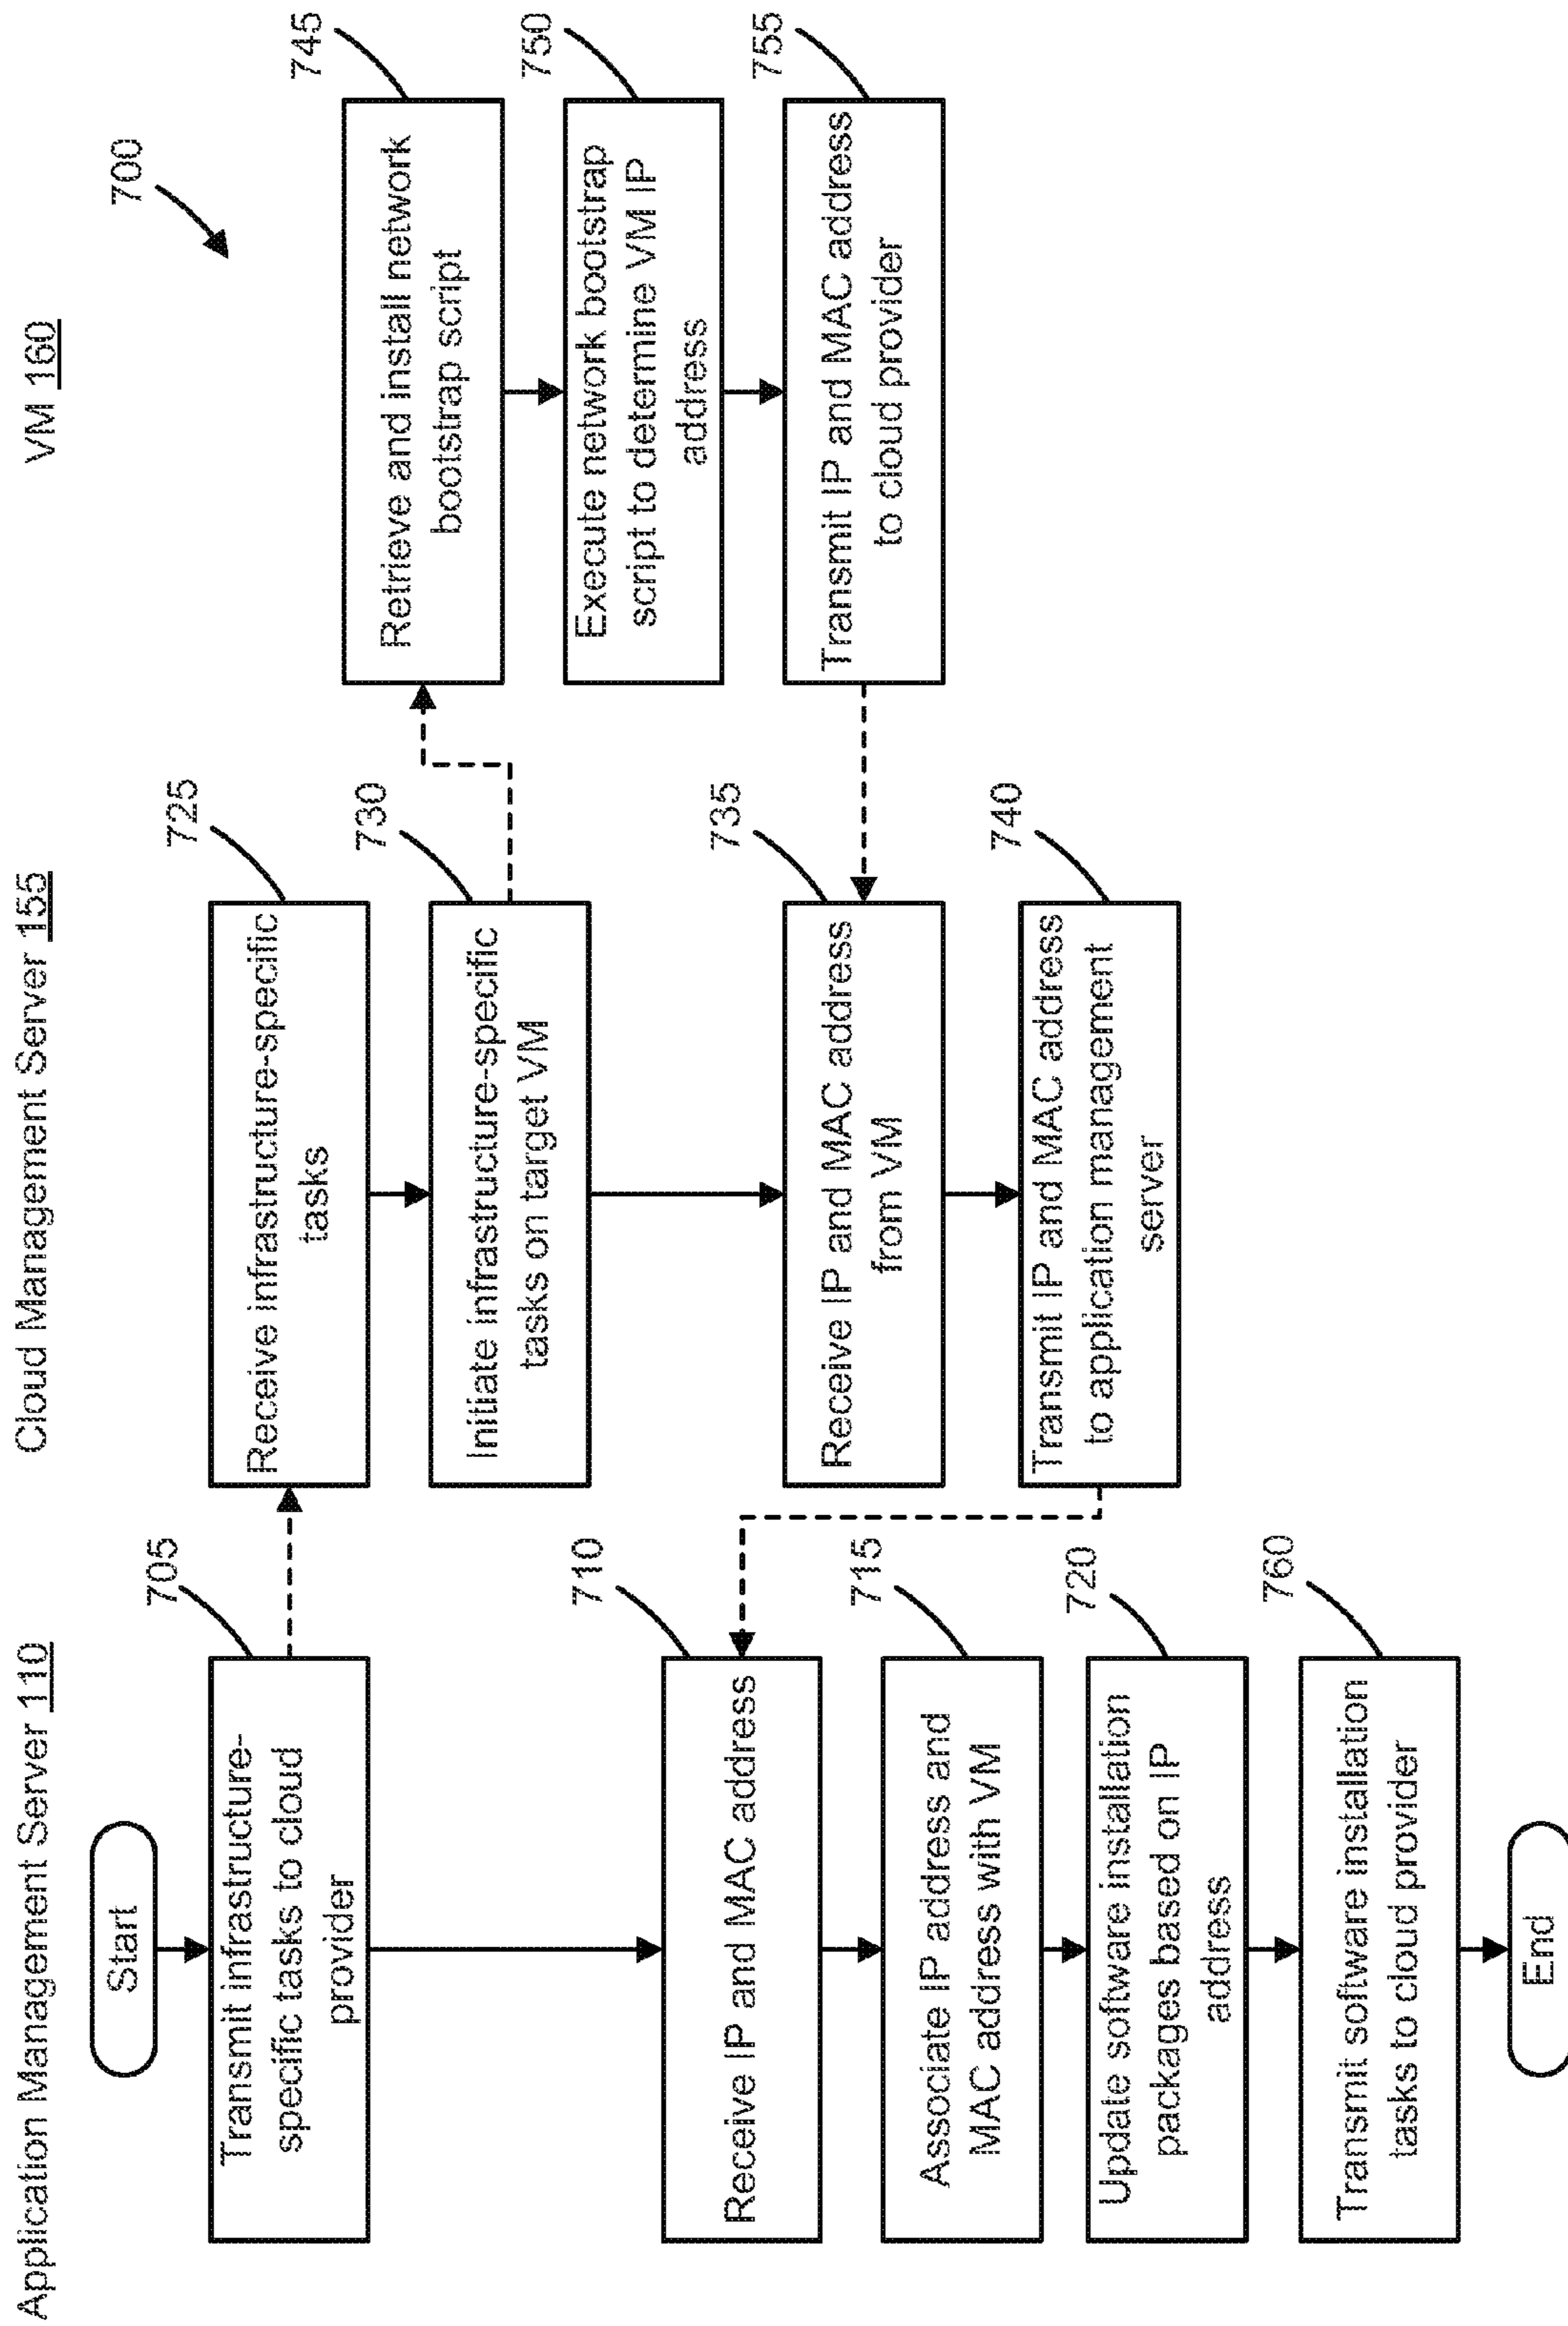 Application Management Server 110
Start
705
Transmit infrastructure-
specific tasks to cloud
provider
710
Receive IP and MAC address
715
Associate IP address and
MAC address with VM
720
Update software installation
packages based on IP
address
760
Transmit software installation
tasks to cloud provider
End
Cloud Management Server 155
725
Receive infrastructure-specific
tasks
730
Initiate infrastructure-specific
tasks on target VM
735
Receive IP and MAC address
from VM
740
Transmit IP and MAC address
to application management
server
VM 160
700
745
Retrieve and install network
bootstrap script
750
Execute network bootstrap
script to determine VM IP
address
755
Transmit IP and MAC address
to cloud provider